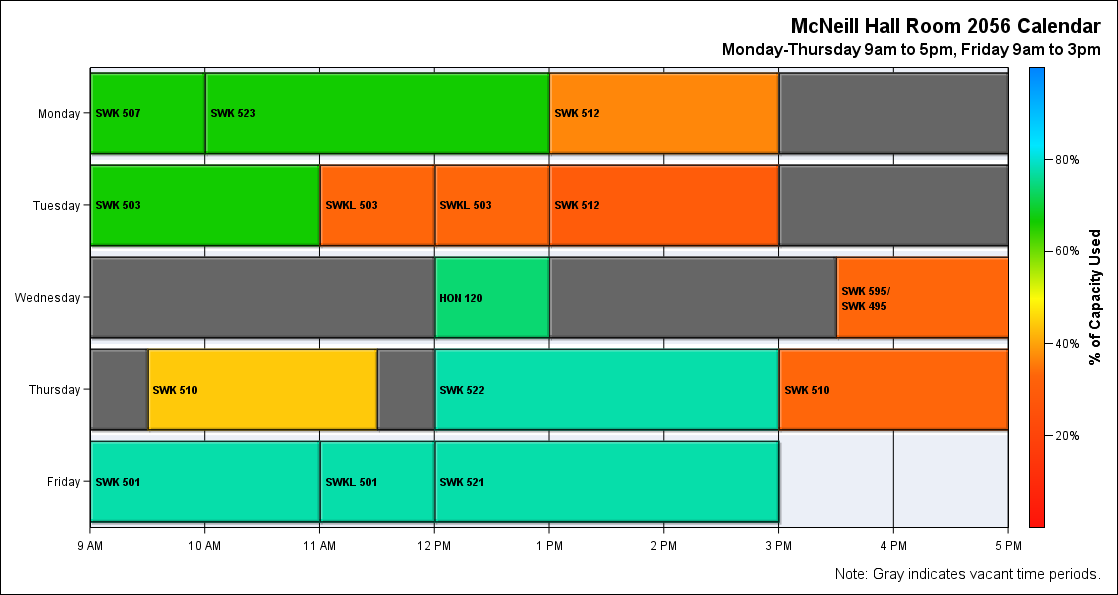 McNeill Hall Room 2056 Calendar
Monday-Thursday 9am to 5pm, Friday 9am to 3pm
Monday
SWK 507
SWK 523
SWK 512
Tuesday
SWK 503
SWKL 503
SWKL 503
SWK 512
Wednesday
HON 120
SWK 595/
SWK 495
Thursday
SWK 510
SWK 522
SWK 510
Friday
SWK 501
SWKL 501
SWK 521
9 AM
10 AM
11 AM
12 PM
1 PM
2 PM
3 PM
4 PM
5 PM
80%
60%
40%
20%
% of Capacity Used
Note: Gray indicates vacant time periods.